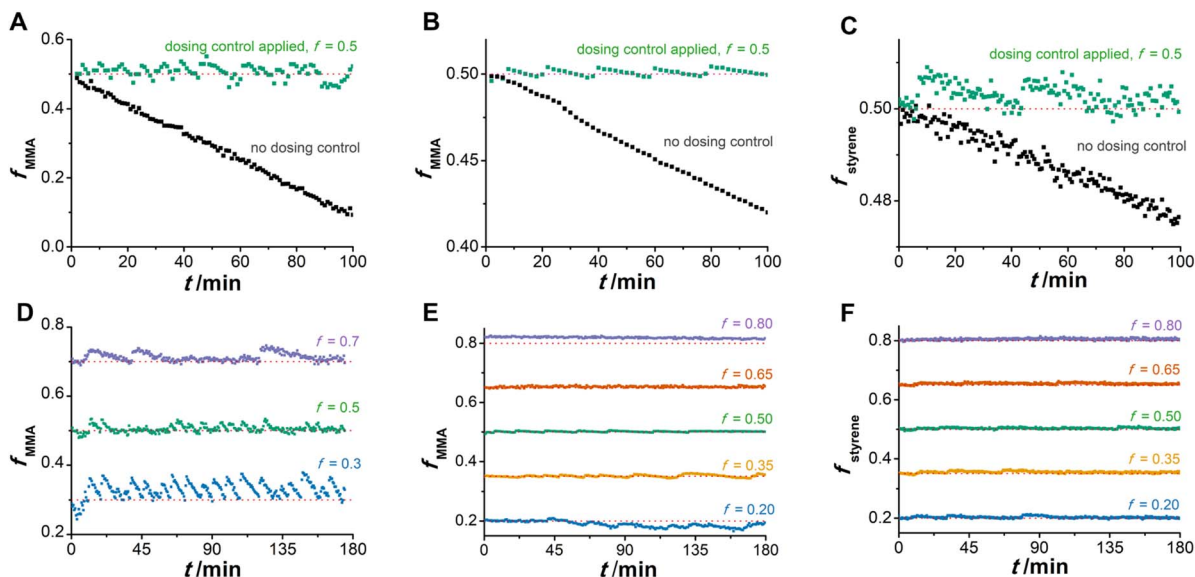 A
dosing control applied, f = 0.5
no dosing control
f MMA
0.6
0.4
0.2
0.0
0 20 40 60 80 100
t /min
B
dosing control applied, f = 0.5
no dosing control
f MMA
0.50
0.45
0.40
0 20 40 60 80 100
t /min
C
dosing control applied, f = 0.5
no dosing control
f styrene
0.50
0.48
0 20 40 60 80 100
t /min
D
f = 0.7
f = 0.5
f = 0.3
f MMA
0.8
0.6
0.4
0.2
0 45 90 135 180
t /min
E
f = 0.80
f = 0.65
f = 0.50
f = 0.35
f = 0.20
f MMA
0.8
0.6
0.4
0.2
0 45 90 135 180
t /min
F
f = 0.80
f = 0.65
f = 0.50
f = 0.35
f = 0.20
f styrene
0.8
0.6
0.4
0.2
0 45 90 135 180
t /min